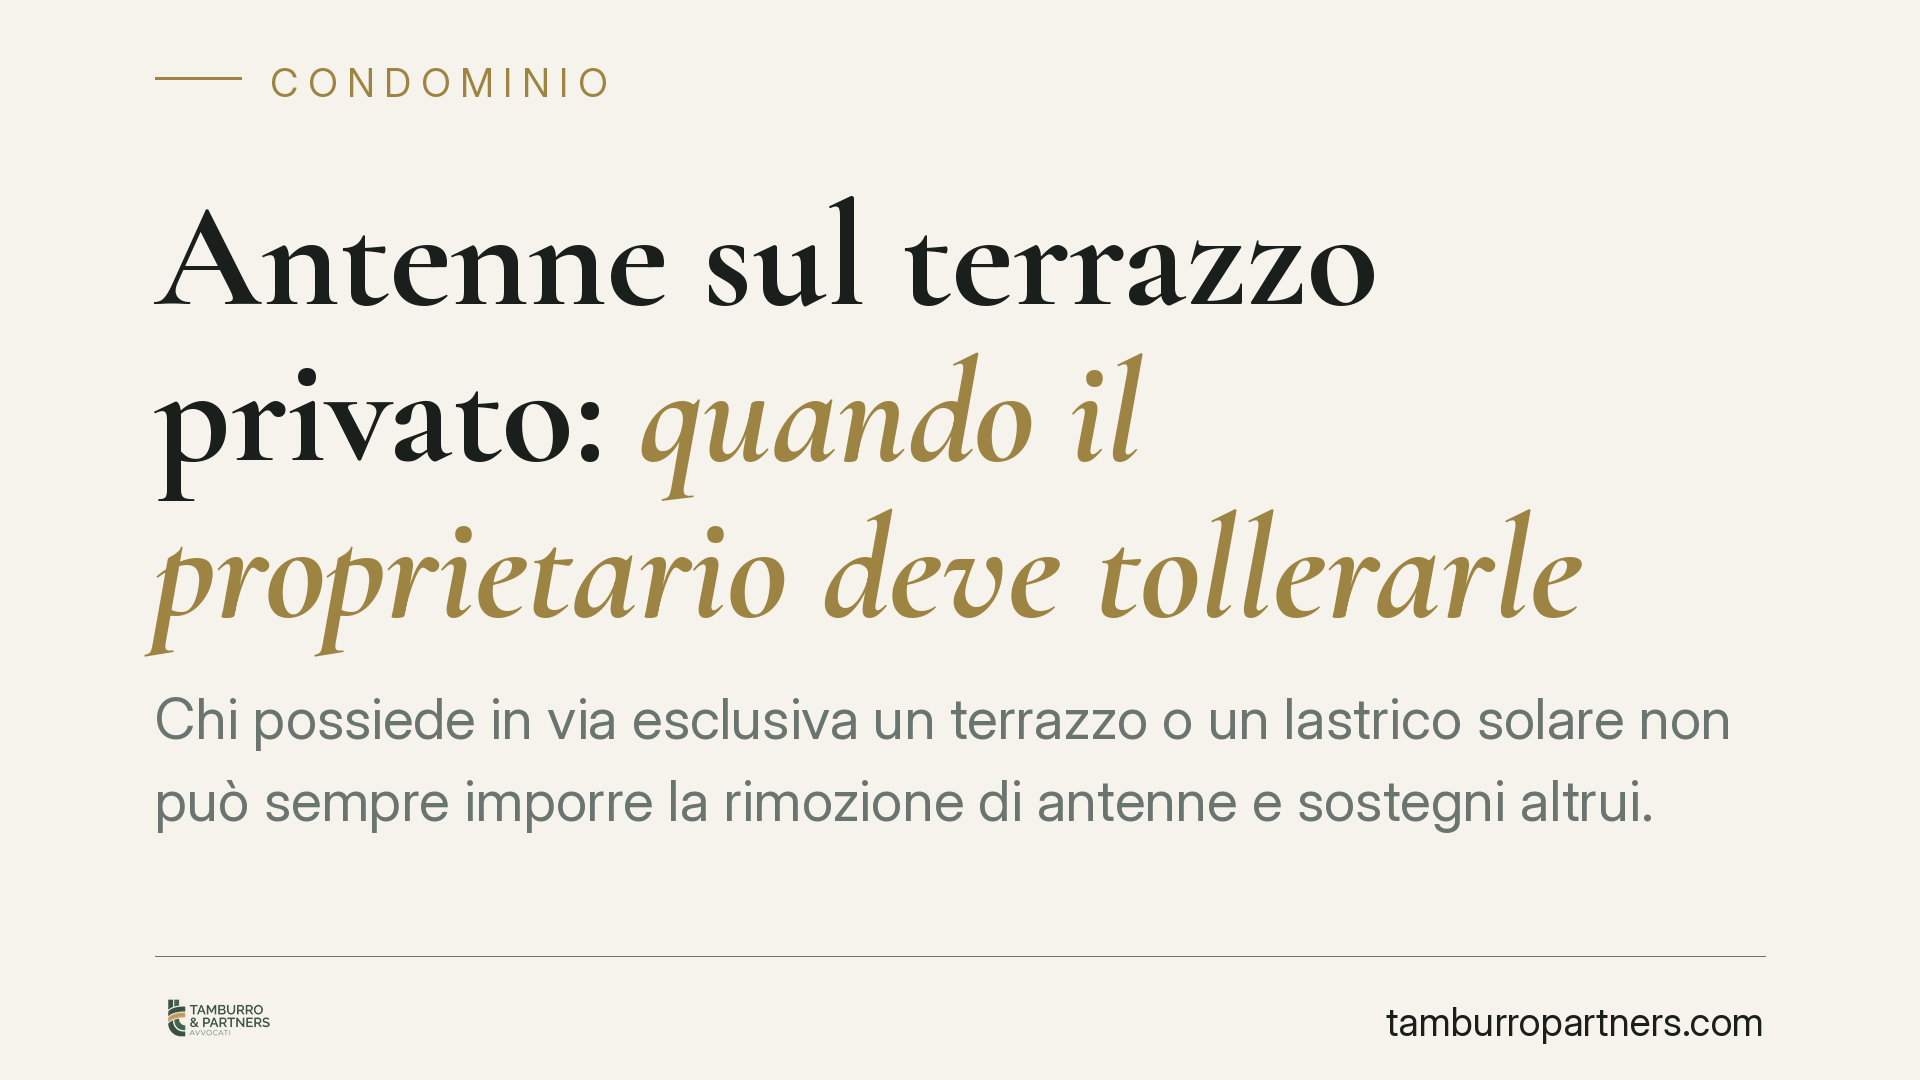 CONDOMINIO
Antenne sul terrazzo
privato: quando il
proprietario deve tollerarle
Chi possiede in via esclusiva un terrazzo o un lastrico solare non
può sempre imporre la rimozione di antenne e sostegni altrui.
TAMBURRO
& PARTNERS
AVVOCATI
tamburropartners.com